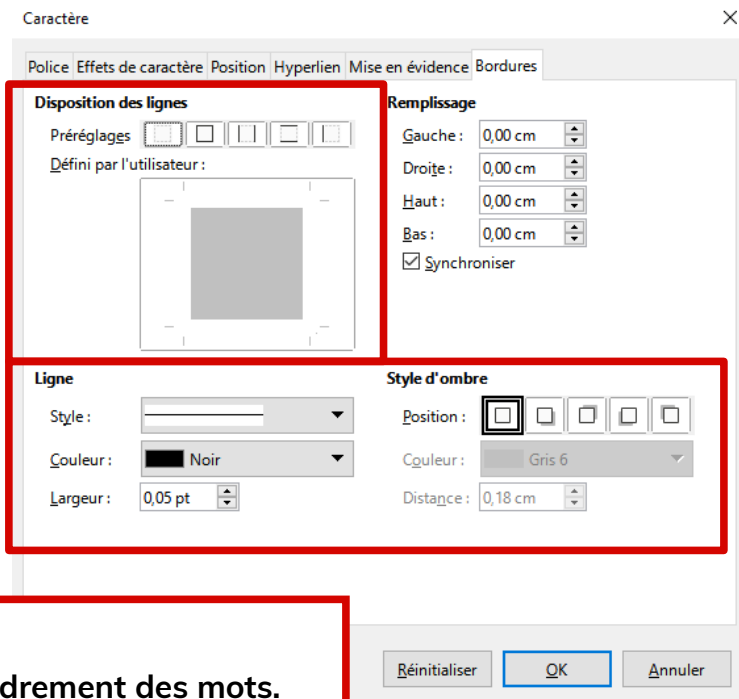 Caractère
Police Effets de caractère Position Hyperlien Mise en évidence Bordures
Disposition des lignes
Préréglages
Défini par l'utilisateur :
Remplissage
Gauche : 0,00 cm
Droite : 0,00 cm
Haut : 0,00 cm
Bas : 0,00 cm
Synchroniser
Ligne
Style :
Couleur : Noir
Largeur : 0,05 pt
Style d'ombre
Position :
Couleur : Gris 6
Distance : 0,18 cm
drement des mots.
Réinitialiser OK Annuler